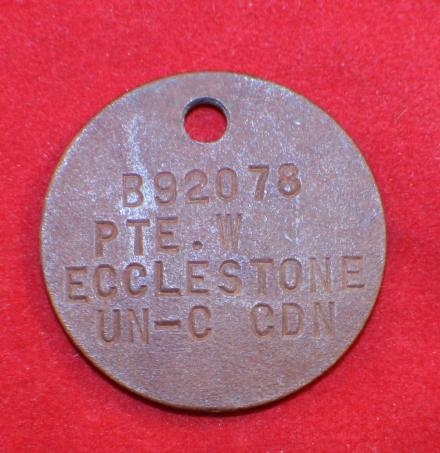 B92078
PTE.W
ECCLESTONE
UN-C CDN